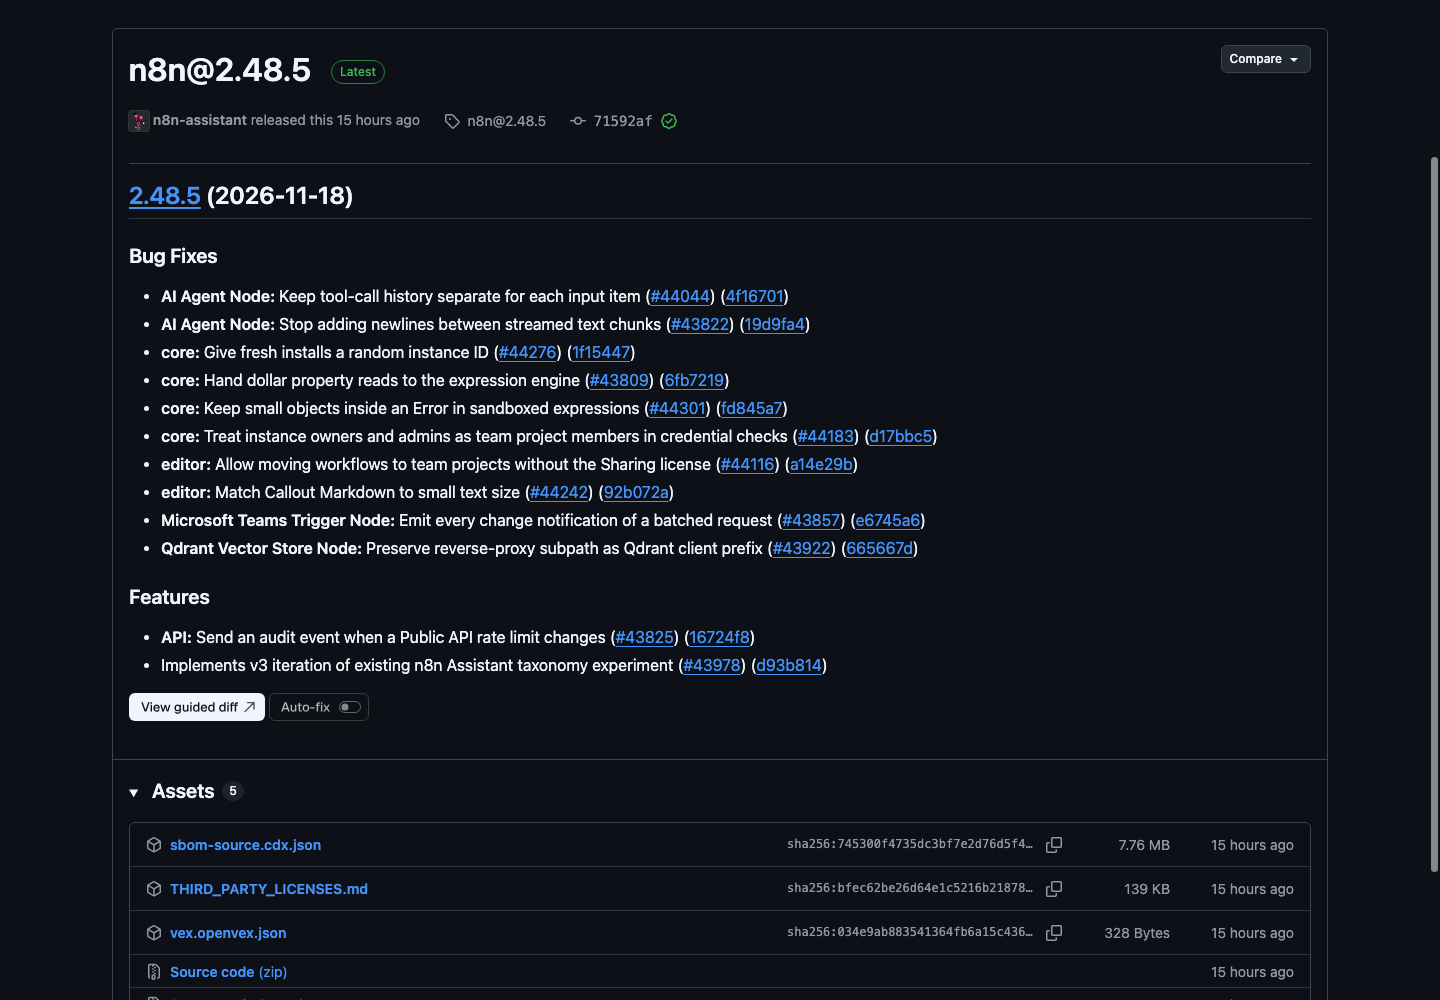 n8n@2.48.5 Latest
Compare
n8n-assistant released this 15 hours ago n8n@2.48.5 71592af
2.48.5 (2026-11-18)
Bug Fixes
• AI Agent Node: Keep tool-call history separate for each input item (#44044) (4f16701)
• AI Agent Node: Stop adding newlines between streamed text chunks (#43822) (19d9fa4)
• core: Give fresh installs a random instance ID (#44276) (1f15447)
• core: Hand dollar property reads to the expression engine (#43809) (6fb7219)
• core: Keep small objects inside an Error in sandboxed expressions (#44301) (fd845a7)
• core: Treat instance owners and admins as team project members in credential checks (#44183) (d17bbc5)
• editor: Allow moving workflows to team projects without the Sharing license (#44116) (a14e29b)
• editor: Match Callout Markdown to small text size (#44242) (92b072a)
• Microsoft Teams Trigger Node: Emit every change notification of a batched request (#43857) (e6745a6)
• Qdrant Vector Store Node: Preserve reverse-proxy subpath as Qdrant client prefix (#43922) (665667d)
Features
• API: Send an audit event when a Public API rate limit changes (#43825) (16724f8)
• Implements v3 iteration of existing n8n Assistant taxonomy experiment (#43978) (d93b814)
View guided diff Auto-fix
Assets 5
sbom-source.cdx.json sha256:745300f4735dc3bf7e2d76d5f4… 7.76 MB 15 hours ago
THIRD_PARTY_LICENSES.md sha256:bfec62be26d64e1c5216b21878… 139 KB 15 hours ago
vex.openvex.json sha256:034e9ab883541364fb6a15c436… 328 Bytes 15 hours ago
Source code (zip) 15 hours ago